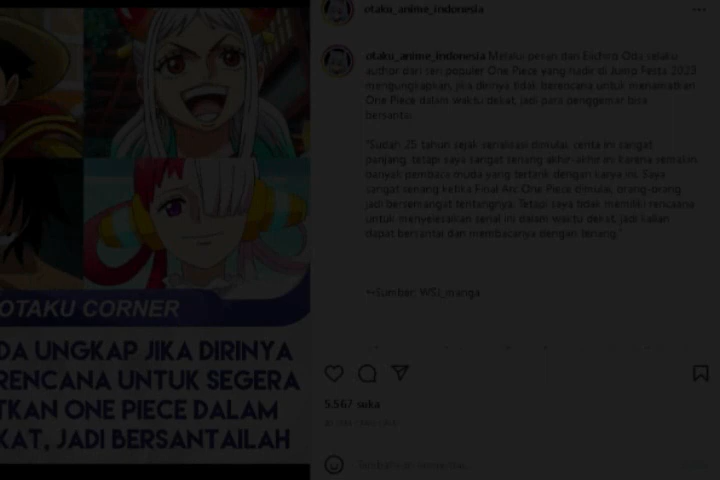 otaku_anime_indonesia
otaku_anime_indonesia Melalui pesan dari Eiichiro Oda selaku
author dari seri populer One Piece yang hadir di Jump Festa 2023
mengungkapkan, jika dirinya tidak berencana untuk menamatkan
One Piece dalam waktu dekat, jadi para penggemar bisa
bersantai.
"Sudah 25 tahun sejak serialisasi dimulai, cerita ini sangat
panjang, tetapi saya sangat senang akhir-akhir ini karena semakin
banyak pembaca muda yang tertarik dengan karya ini. Saya
sangat senang ketika Final Arc One Piece dimulai, orang-orang
jadi bersemangat tentangnya. Tetapi saya tidak memiliki rencana
untuk menyelesaikan serial ini dalam waktu dekat, jadi kalian
dapat bersantai dan membacanya dengan tenang."
Sumber: WSJ_manga
OTAKU CORNER
DA UNGKAP JIKA DIRINYA
RENCANA UNTUK SEGERA
TKAN ONE PIECE DALAM
KAT, JADI BERSANTAILAH
5.567 suka